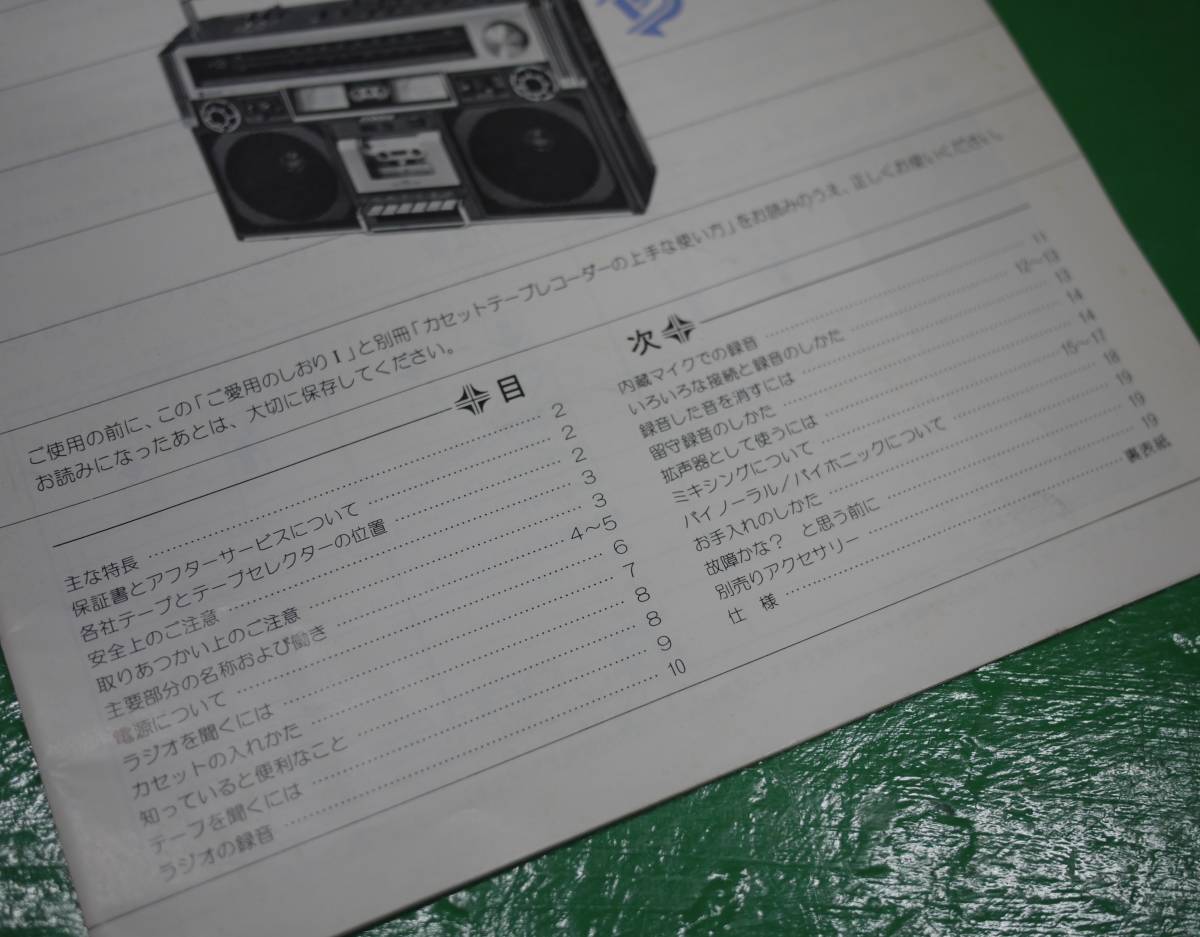 ご使用の前に、この「ご愛用のしおりⅠ」と別冊「カセットテープレコーダーの上手な使い方」をお読みのうえ、正しくお使いください。
お読みになったあとは、大切に保存してください。
目
主な特長 2
保証書とアフターサービスについて 2
各社テープとテープセレクターの位置 2
安全上のご注意 3
取りあつかい上のご注意 3
主要部分の名称および働き 4～5
電源について 6
ラジオを聞くには 7
カセットの入れかた 8
知っていると便利なこと 8
テープを聞くには 9
ラジオの録音 10
次
内蔵マイクでの録音 11
いろいろな接続と録音のしかた 12～13
録音した音を消すには 13
留守録音のしかた 14
拡声器として使うには 14
ミキシングについて 15～17
バイノーラル/バイホニックについて 18
お手入れのしかた 19
故障かな？ と思う前に 19
別売りアクセサリー 19
仕 様 裏表紙